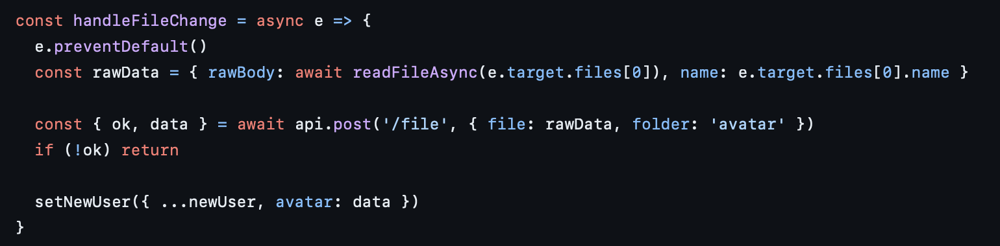 const handleFileChange = async e => {
  e.preventDefault()
  const rawData = { rawBody: await readFileAsync(e.target.files[0]), name: e.target.files[0].name }

  const { ok, data } = await api.post('/file', { file: rawData, folder: 'avatar' })
  if (!ok) return

  setNewUser({ ...newUser, avatar: data })
}